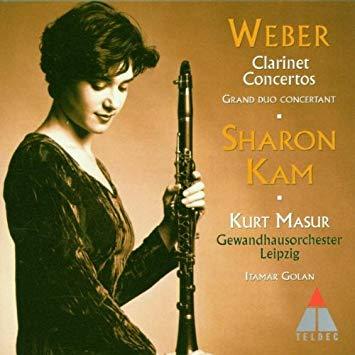 WEBER
Clarinet
Concertos
GRAND DUO CONCERTANT
SHARON
KAM
KURT MASUR
Gewandhausorchester
Leipzig
ITAMAR GOLAN
TELDEC